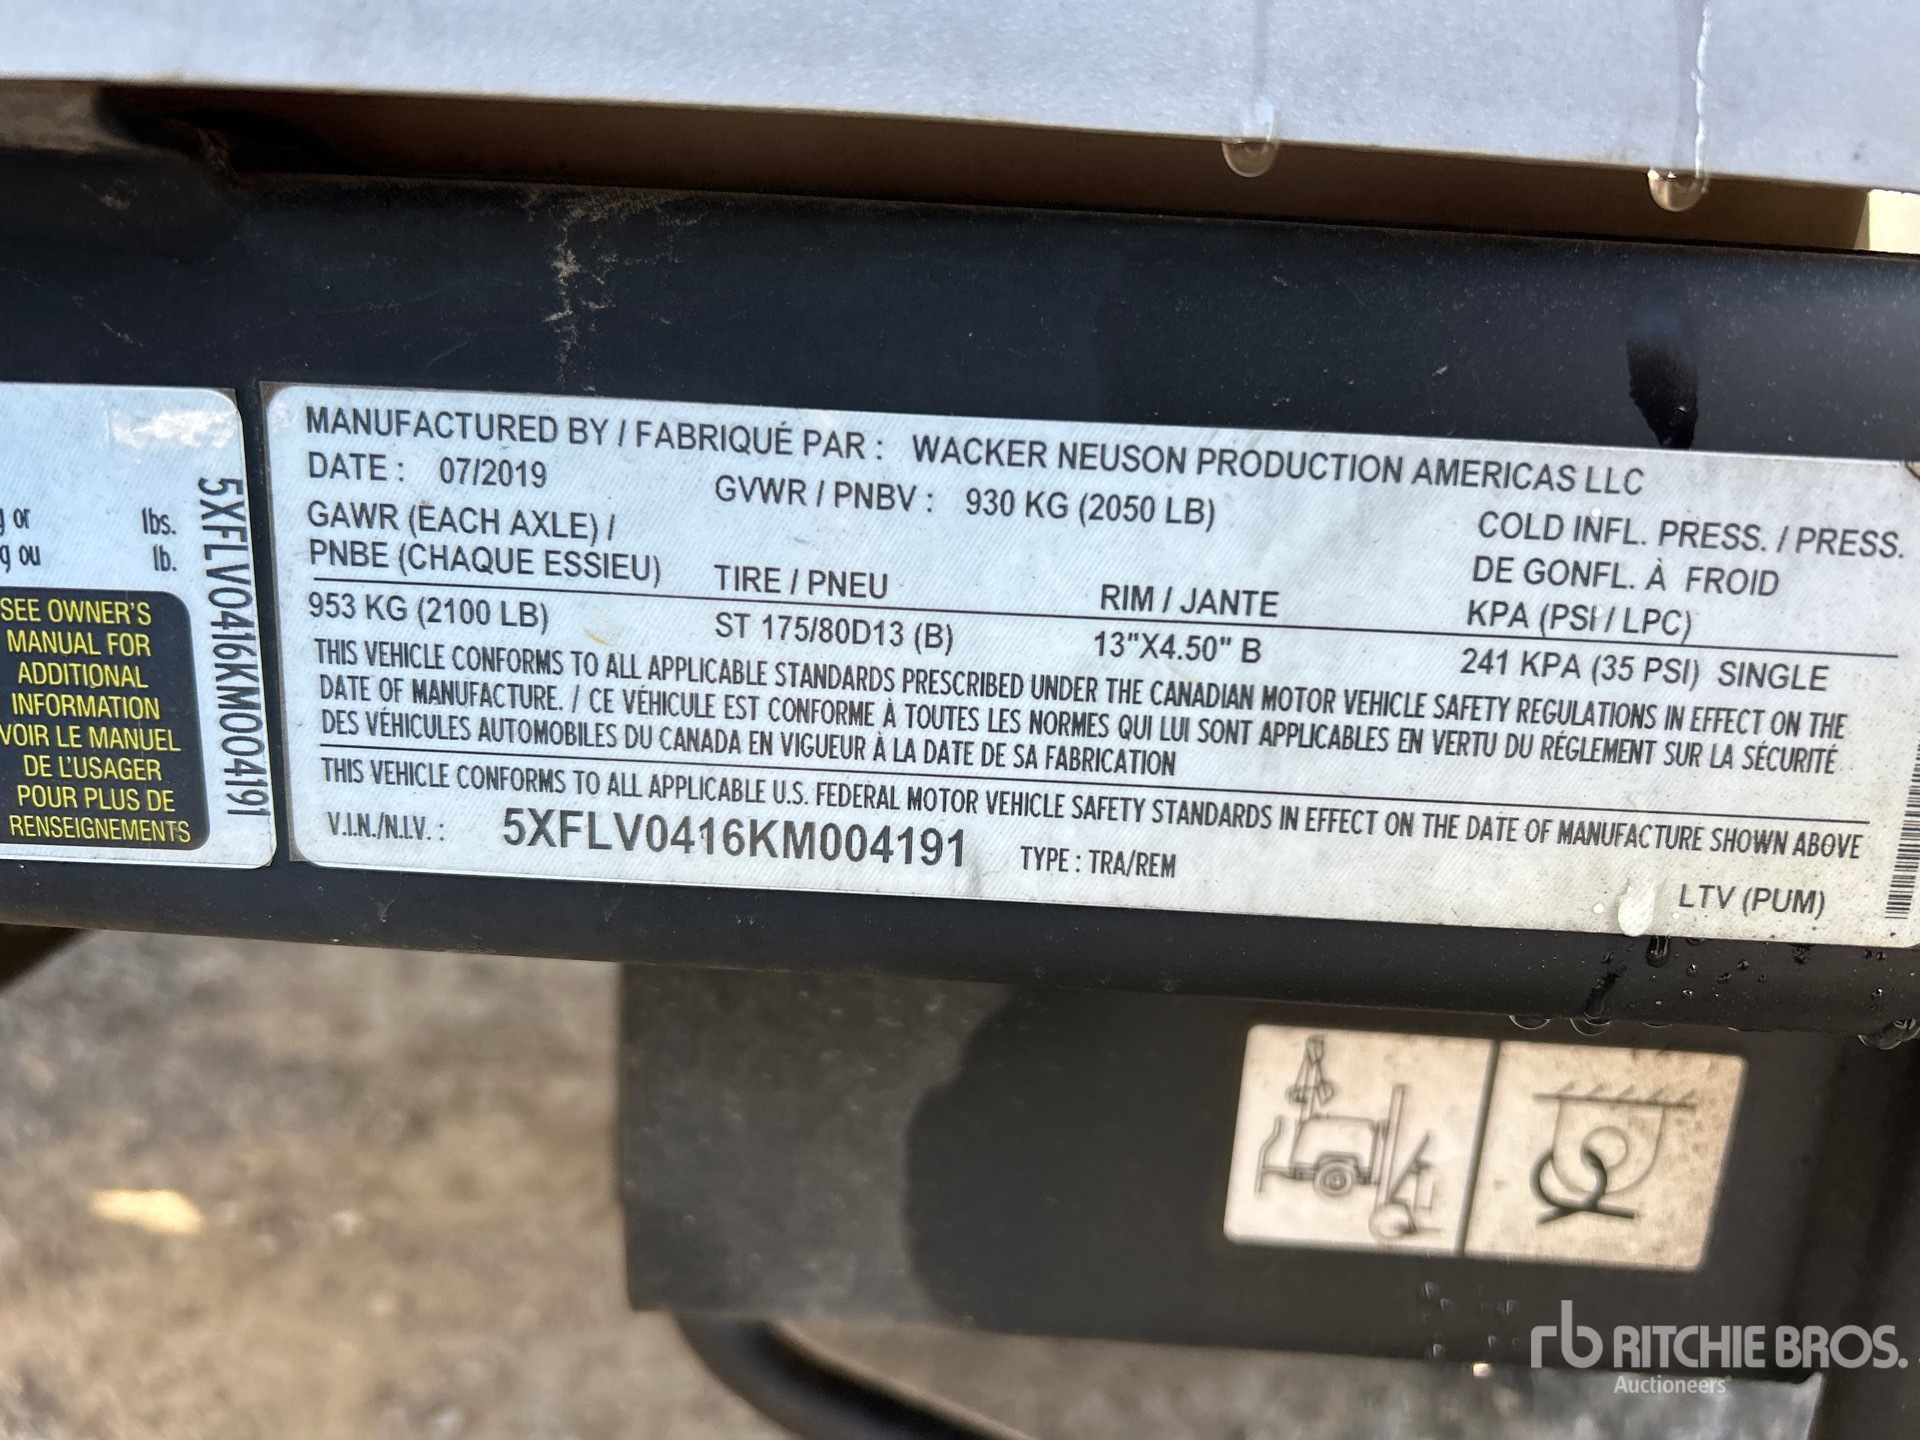 g or lbs.
g ou lb.
SEE OWNER'S
MANUAL FOR
ADDITIONAL
INFORMATION
VOIR LE MANUEL
DE L'USAGER
POUR PLUS DE
RENSEIGNEMENTS
5XFLV0416KM004191
MANUFACTURED BY / FABRIQUÉ PAR : WACKER NEUSON PRODUCTION AMERICAS LLC
DATE : 07/2019 GVWR / PNBV : 930 KG (2050 LB)
GAWR (EACH AXLE) /
PNBE (CHAQUE ESSIEU) TIRE / PNEU RIM / JANTE COLD INFL. PRESS. / PRESS.
DE GONFL. À FROID
KPA (PSI / LPC)
953 KG (2100 LB) ST 175/80D13 (B) 13"X4.50" B 241 KPA (35 PSI) SINGLE
THIS VEHICLE CONFORMS TO ALL APPLICABLE STANDARDS PRESCRIBED UNDER THE CANADIAN MOTOR VEHICLE SAFETY REGULATIONS IN EFFECT ON THE
DATE OF MANUFACTURE. / CE VÉHICULE EST CONFORME À TOUTES LES NORMES QUI LUI SONT APPLICABLES EN VERTU DU RÉGLEMENT SUR LA SÉCURITÉ
DES VÉHICULES AUTOMOBILES DU CANADA EN VIGUEUR À LA DATE DE SA FABRICATION
THIS VEHICLE CONFORMS TO ALL APPLICABLE U.S. FEDERAL MOTOR VEHICLE SAFETY STANDARDS IN EFFECT ON THE DATE OF MANUFACTURE SHOWN ABOVE
V.I.N./N.I.V. : 5XFLV0416KM004191 TYPE : TRA/REM
LTV (PUM)
rb RITCHIE BROS.
Auctioneers